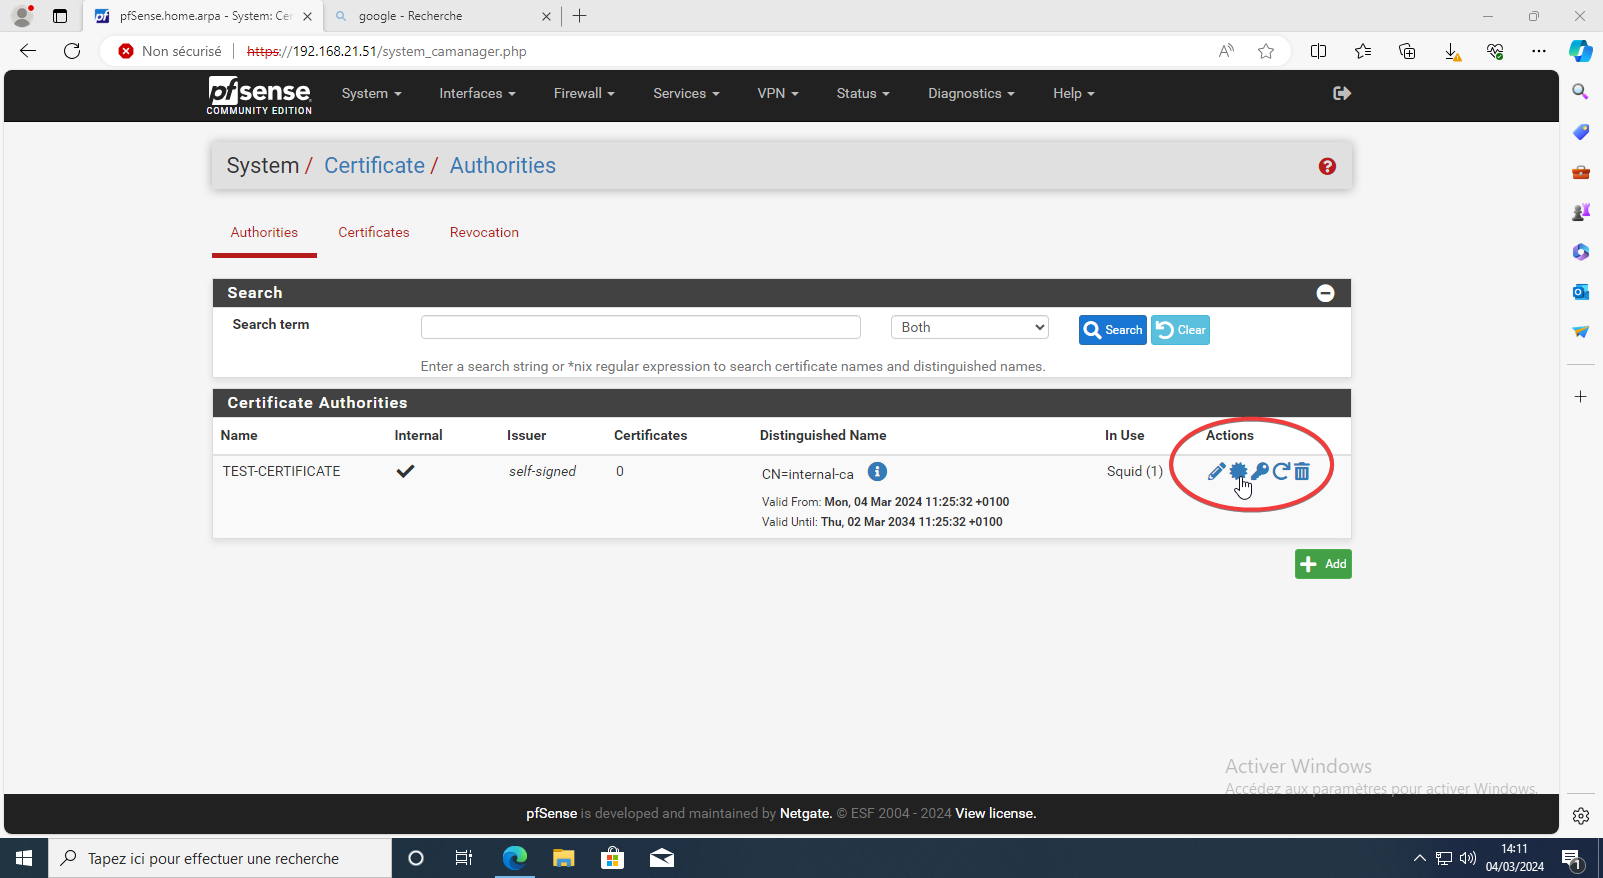 pfSense.home.arpa - System: Cer
google - Recherche
Non sécurisé
https://192.168.21.51/system_camanager.php
pfsense
COMMUNITY EDITION
System
Interfaces
Firewall
Services
VPN
Status
Diagnostics
Help
System / Certificate / Authorities
Authorities
Certificates
Revocation
Search
Search term
Both
Search
Clear
Enter a search string or *nix regular expression to search certificate names and distinguished names.
Certificate Authorities
Name Internal Issuer Certificates Distinguished Name In Use Actions
TEST-CERTIFICATE self-signed 0 CN=internal-ca Squid (1)
Valid From: Mon, 04 Mar 2024 11:25:32 +0100
Valid Until: Thu, 02 Mar 2034 11:25:32 +0100
Add
Activer Windows
Accédez aux paramètres pour activer Windows.
pfSense is developed and maintained by Netgate. © ESF 2004 - 2024 View license.
Tapez ici pour effectuer une recherche
14:11
04/03/2024
1